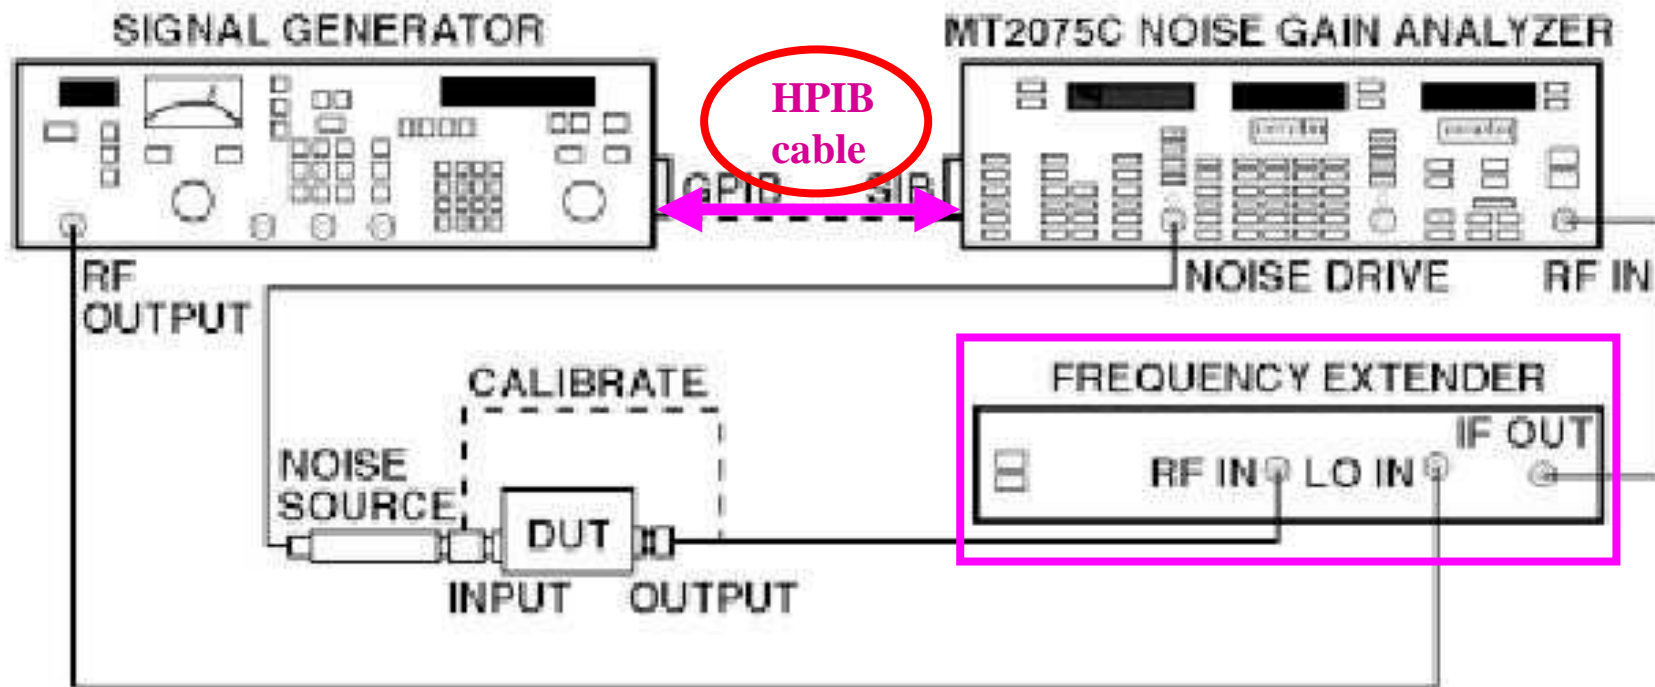 SIGNAL GENERATOR
MT2075C NOISE GAIN ANALYZER
HPIB
cable
GPIB
GIB
RF
OUTPUT
NOISE DRIVE
RF IN
CALIBRATE
FREQUENCY EXTENDER
IF OUT
RF IN
LO IN
NOISE
SOURCE
DUT
INPUT
OUTPUT